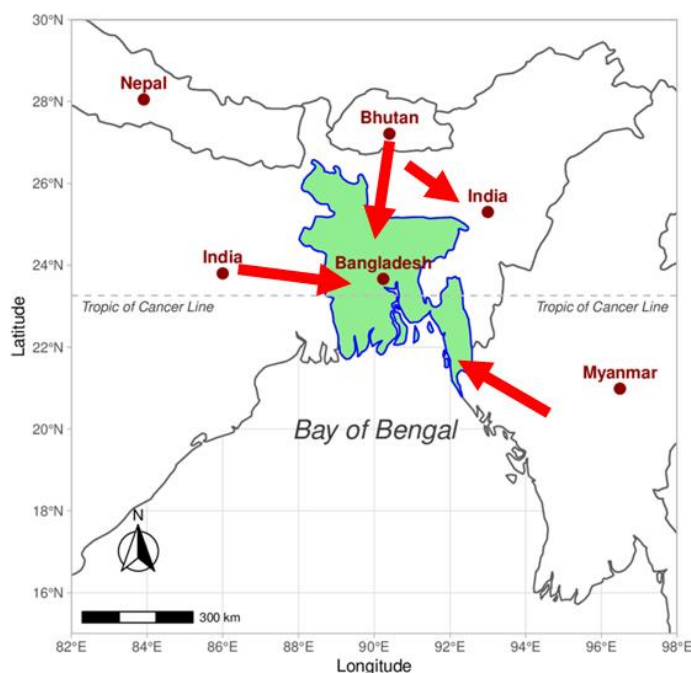 30°N
Nepal
28°N
Bhutan
26°N
India
India
Bangladesh
24°N
Tropic of Cancer Line
Tropic of Cancer Line
Latitude
22°N
Myanmar
20°N
Bay of Bengal
18°N
N
16°N
300 km
82°E
84°E
86°E
88°E
90°E
92°E
94°E
96°E
98°E
Longitude